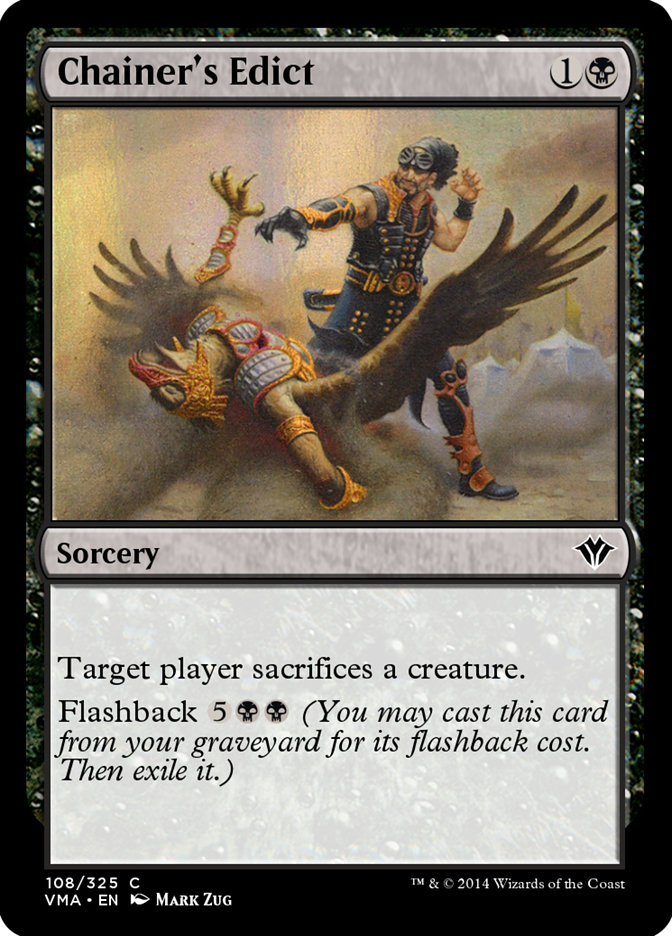 Chainer's Edict 1
Sorcery
Target player sacrifices a creature.
Flashback 5 (You may cast this card
from your graveyard for its flashback cost.
Then exile it.)
108/325 C
VMA • EN Mark Zug
™ & © 2014 Wizards of the Coast